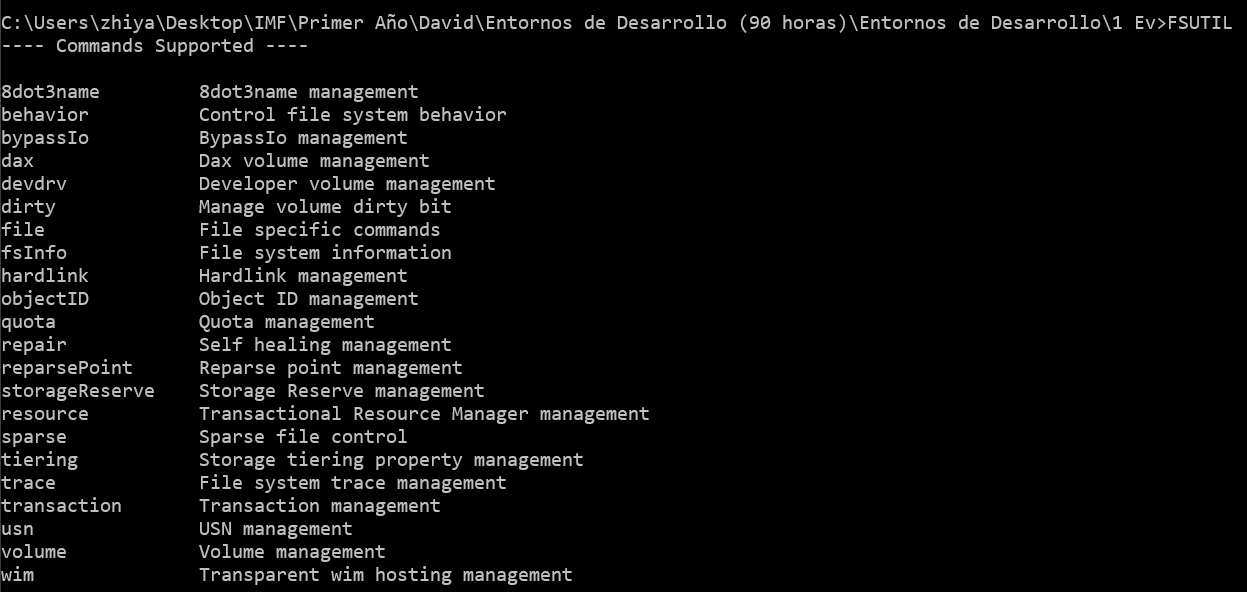 C:\Users\zhiya\Desktop\IMF\Primer Año\David\Entornos de Desarrollo (90 horas)\Entornos de Desarrollo\1 Ev>FSUTIL
---- Commands Supported ----
8dot3name         8dot3name management
behavior          Control file system behavior
bypassIo          BypassIo management
dax               Dax volume management
devdrv            Developer volume management
dirty             Manage volume dirty bit
file              File specific commands
fsInfo            File system information
hardlink          Hardlink management
objectID          Object ID management
quota             Quota management
repair            Self healing management
reparsePoint      Reparse point management
storageReserve    Storage Reserve management
resource          Transactional Resource Manager management
sparse            Sparse file control
tiering           Storage tiering property management
trace             File system trace management
transaction       Transaction management
usn               USN management
volume            Volume management
wim               Transparent wim hosting management